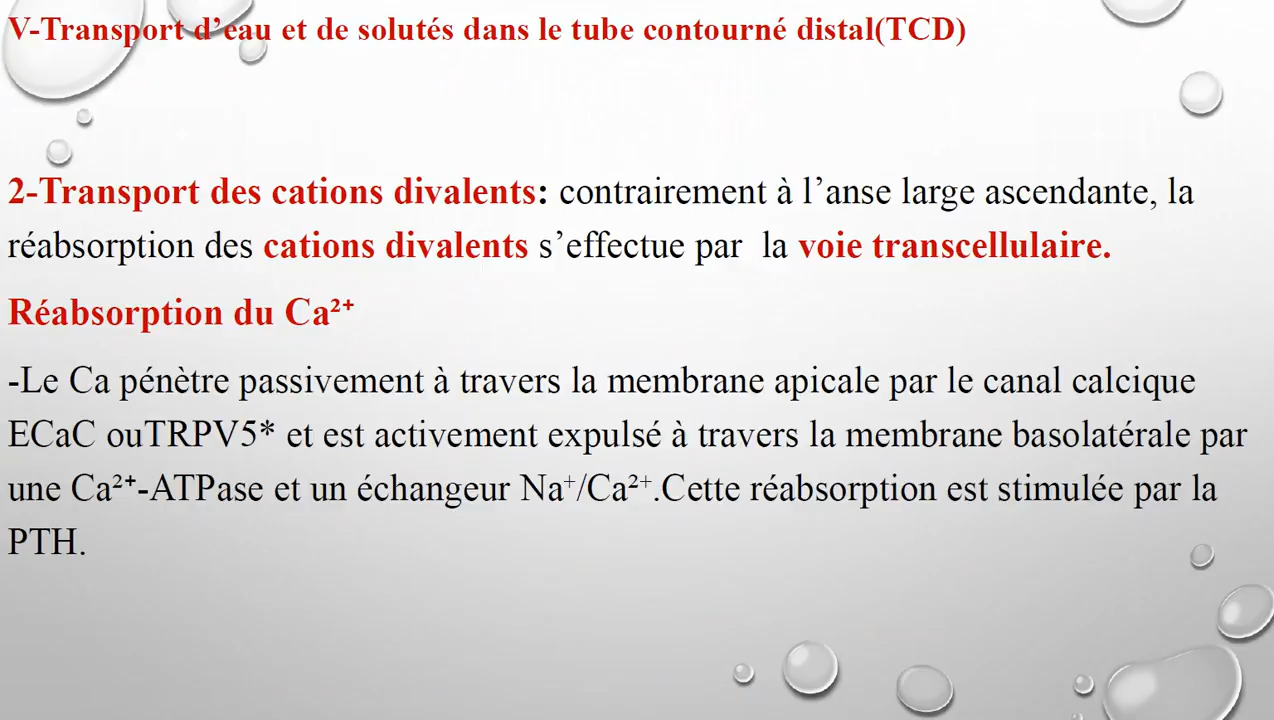 V-Transport d’eau et de solutés dans le tube contourné distal(TCD)
2-Transport des cations divalents: contrairement à l’anse large ascendante, la
réabsorption des cations divalents s’effectue par la voie transcellulaire.
Réabsorption du Ca²⁺
-Le Ca pénètre passivement à travers la membrane apicale par le canal calcique
ECaC ouTRPV5* et est activement expulsé à travers la membrane basolatérale par
une Ca²⁺-ATPase et un échangeur Na⁺/Ca²⁺.Cette réabsorption est stimulée par la
PTH.